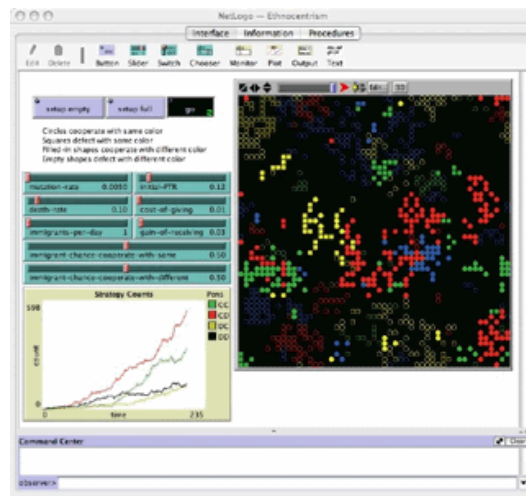 NetLogo — Ethnocentrism
Interface Information Procedures
Edit Delete Button Slider Switch Chooser Monitor Plot Output Text
setup empty setup full go
3D
Circles cooperate with same color
Squares defect with same color
Filled-in shapes cooperate with different color
Empty shapes defect with different color
mutation-rate 0.0050 initial-PTR 0.12
death-rate 0.10 cost-of-giving 0.01
immigrants-per-day 1 gain-of-receiving 0.03
immigrant-chance-cooperate-with-same 0.50
immigrant-chance-cooperate-with-different 0.50
Strategy Counts
Pens
598
CC
CD
DC
DD
count
0
0 time 235
Command Center
Clear
observer>